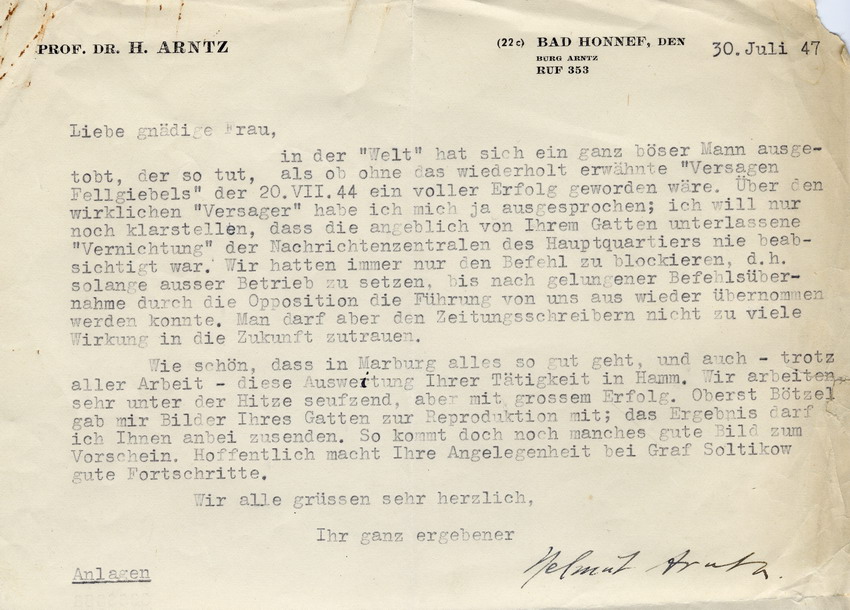 PROF. DR. H. ARNTZ
(22c) BAD HONNEF, DEN 30. Juli 47
BURG ARNTZ
RUF 353
Liebe gnädige Frau,
in der "Welt" hat sich ein ganz böser Mann ausge-
tobt, der so tut, als ob ohne das wiederholt erwähnte "Versagen
Fellgiebels" der 20.VII.44 ein voller Erfolg geworden wäre. Über den
wirklichen "Versager" habe ich mich ja ausgesprochen; ich will nur
noch klarstellen, dass die angeblich von Ihrem Gatten unterlassene
"Vernichtung" der Nachrichtenzentralen des Hauptquartiers nie beab-
sichtigt war. Wir hatten immer nur den Befehl zu blockieren, d.h.
solange ausser Betrieb zu setzen, bis nach gelungener Befehlsüber-
nahme durch die Opposition die Führung von uns aus wieder übernommen
werden konnte. Man darf aber den Zeitungsschreibern nicht zu viele
Wirkung in die Zukunft zutrauen.
Wie schön, dass in Marburg alles so gut geht, und auch - trotz
aller Arbeit - diese Auswertung Ihrer Tätigkeit in Hamm. Wir arbeiten
sehr unter der Hitze seufzend, aber mit grossem Erfolg. Oberst Bötzel
gab mir Bilder Ihres Gatten zur Reproduktion mit; das Ergebnis darf
ich Ihnen anbei zusenden. So kommt doch noch manches gute Bild zum
Vorschein. Hoffentlich macht Ihre Angelegenheit bei Graf Soltikow
gute Fortschritte.
Wir alle grüssen sehr herzlich,
Ihr ganz ergebener
Helmut Arntz.
Anlagen